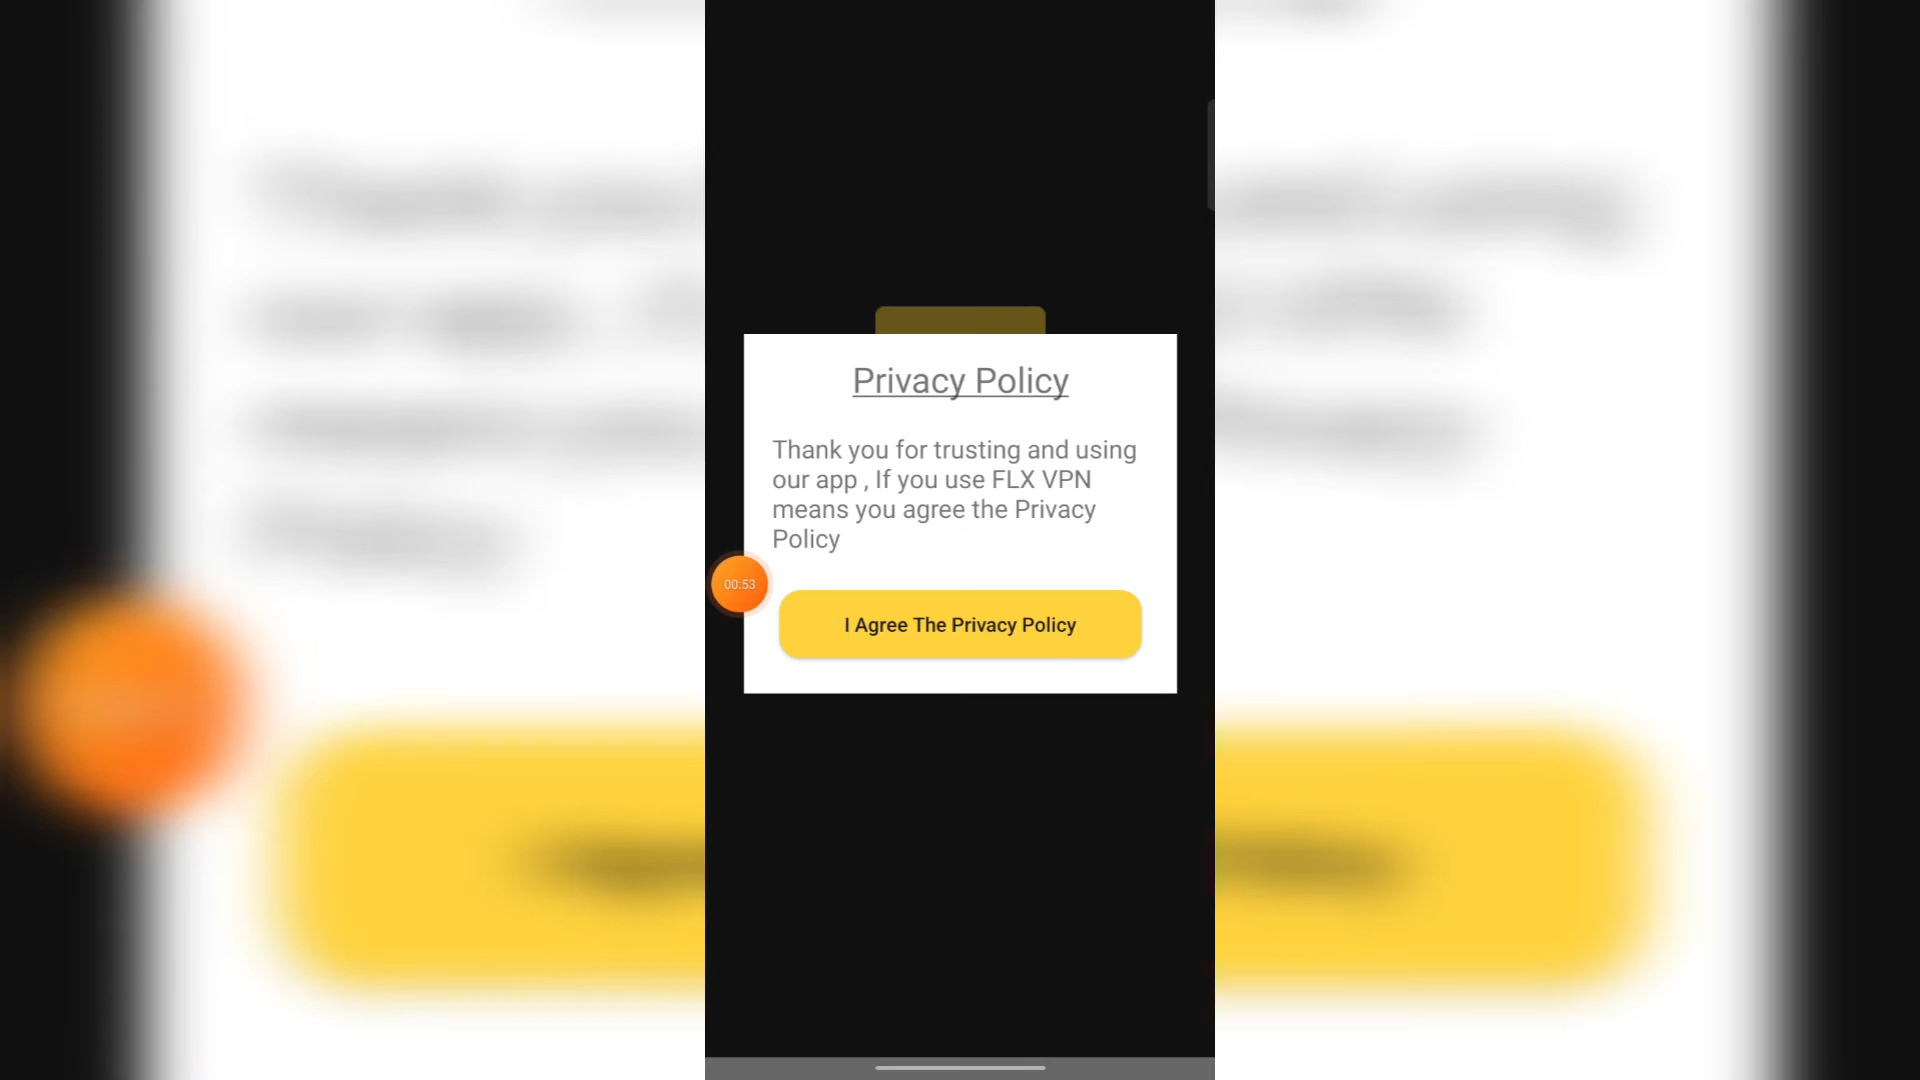 Privacy Policy
Thank you for trusting and using
our app , If you use FLX VPN
means you agree the Privacy
Policy
00:53
I Agree The Privacy Policy